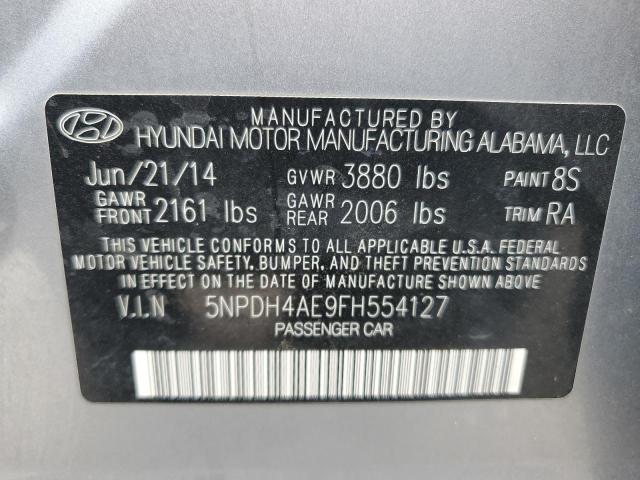 MANUFACTURED BY
HYUNDAI MOTOR MANUFACTURING ALABAMA, LLC
Jun/21/14 GVWR 3880 lbs PAINT 8S
GAWR FRONT 2161 lbs GAWR REAR 2006 lbs TRIM RA
THIS VEHICLE CONFORMS TO ALL APPLICABLE U.S.A. FEDERAL
MOTOR VEHICLE SAFETY, BUMPER, AND THEFT PREVENTION STANDARDS
IN EFFECT ON THE DATE OF MANUFACTURE SHOWN ABOVE.
V.I.N 5NPDH4AE9FH554127
PASSENGER CAR